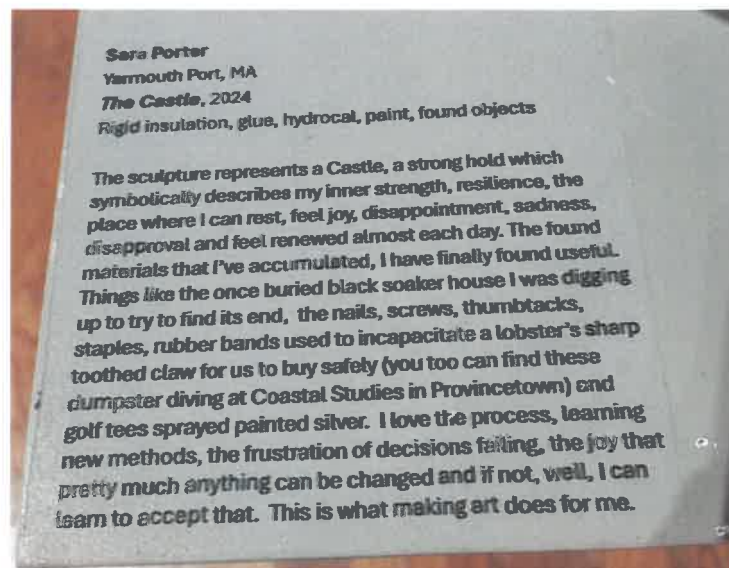 Sara Porter
Yarmouth Port, MA
The Castle, 2024
Rigid insulation, glue, hydrocal, paint, found objects
The sculpture represents a Castle, a strong hold which
symbolically describes my inner strength, resilience, the
place where I can rest, feel joy, disappointment, sadness,
disapproval and feel renewed almost each day. The found
materials that I've accumulated, I have finally found useful.
Things like the once buried black soaker house I was digging
up to try to find its end, the nails, screws, thumbtacks,
staples, rubber bands used to incapacitate a lobster's sharp
toothed claw for us to buy safely (you too can find these
dumpster diving at Coastal Studies in Provincetown) and
golf tees sprayed painted silver. I love the process, learning
new methods, the frustration of decisions failing, the joy that
pretty much anything can be changed and if not, well, I can
learn to accept that. This is what making art does for me.